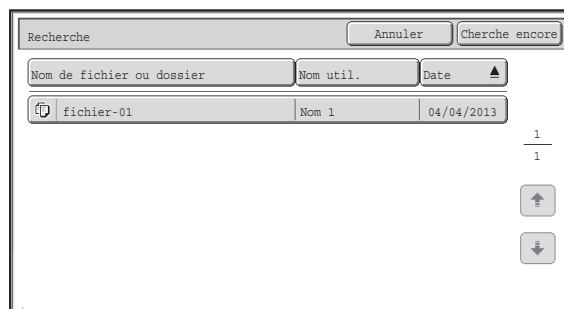 Recherche Annuler Cherche encore
Nom de fichier ou dossier Nom util. Date
fichier-01 Nom 1 04/04/2013
1
1